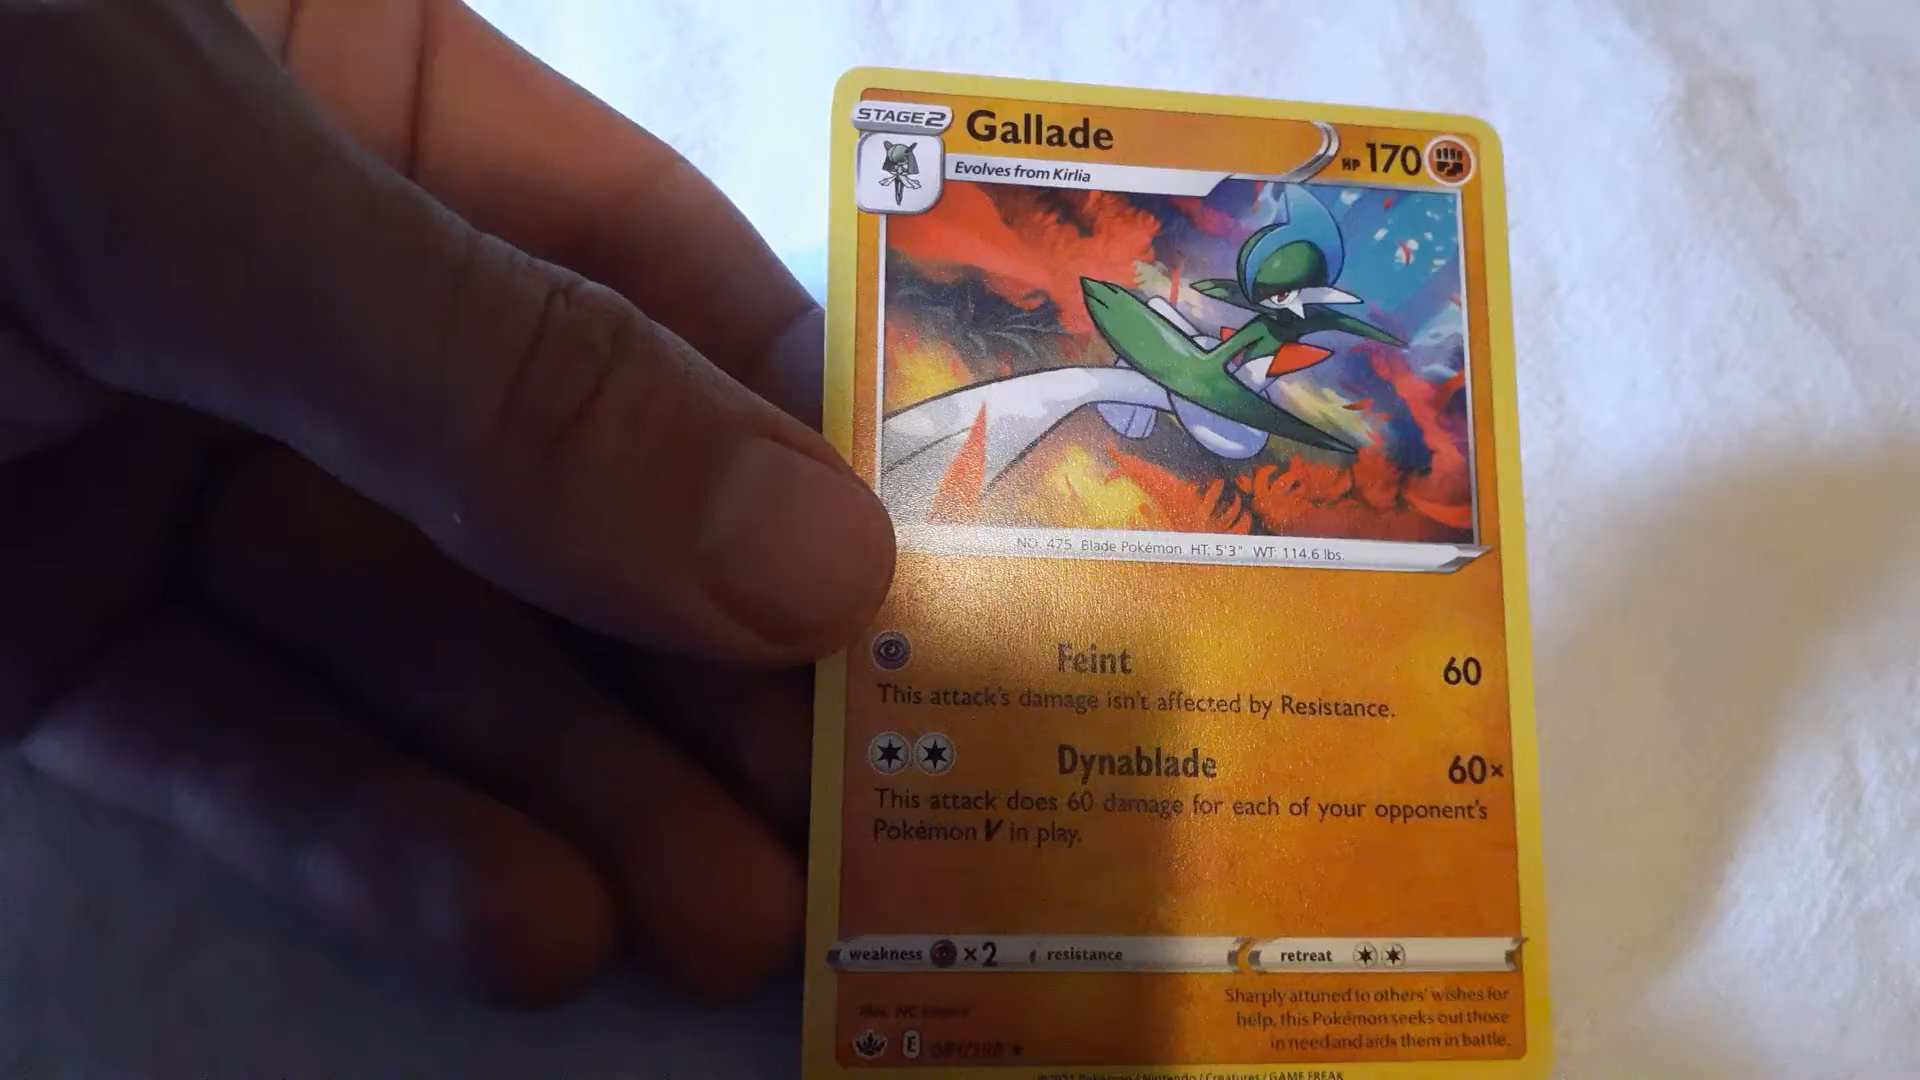 STAGE 2
Gallade
HP 170
Evolves from Kirlia
NO. 475 Blade Pokémon HT: 5'3" WT: 114.6 lbs.
Feint 60
This attack's damage isn't affected by Resistance.
Dynablade 60×
This attack does 60 damage for each of your opponent's
Pokémon V in play.
weakness ×2 resistance retreat
Sharply attuned to others' wishes for
help, this Pokémon seeks out those
in need and aids them in battle.
E
©2021 Pokémon / Nintendo / Creatures / GAME FREAK